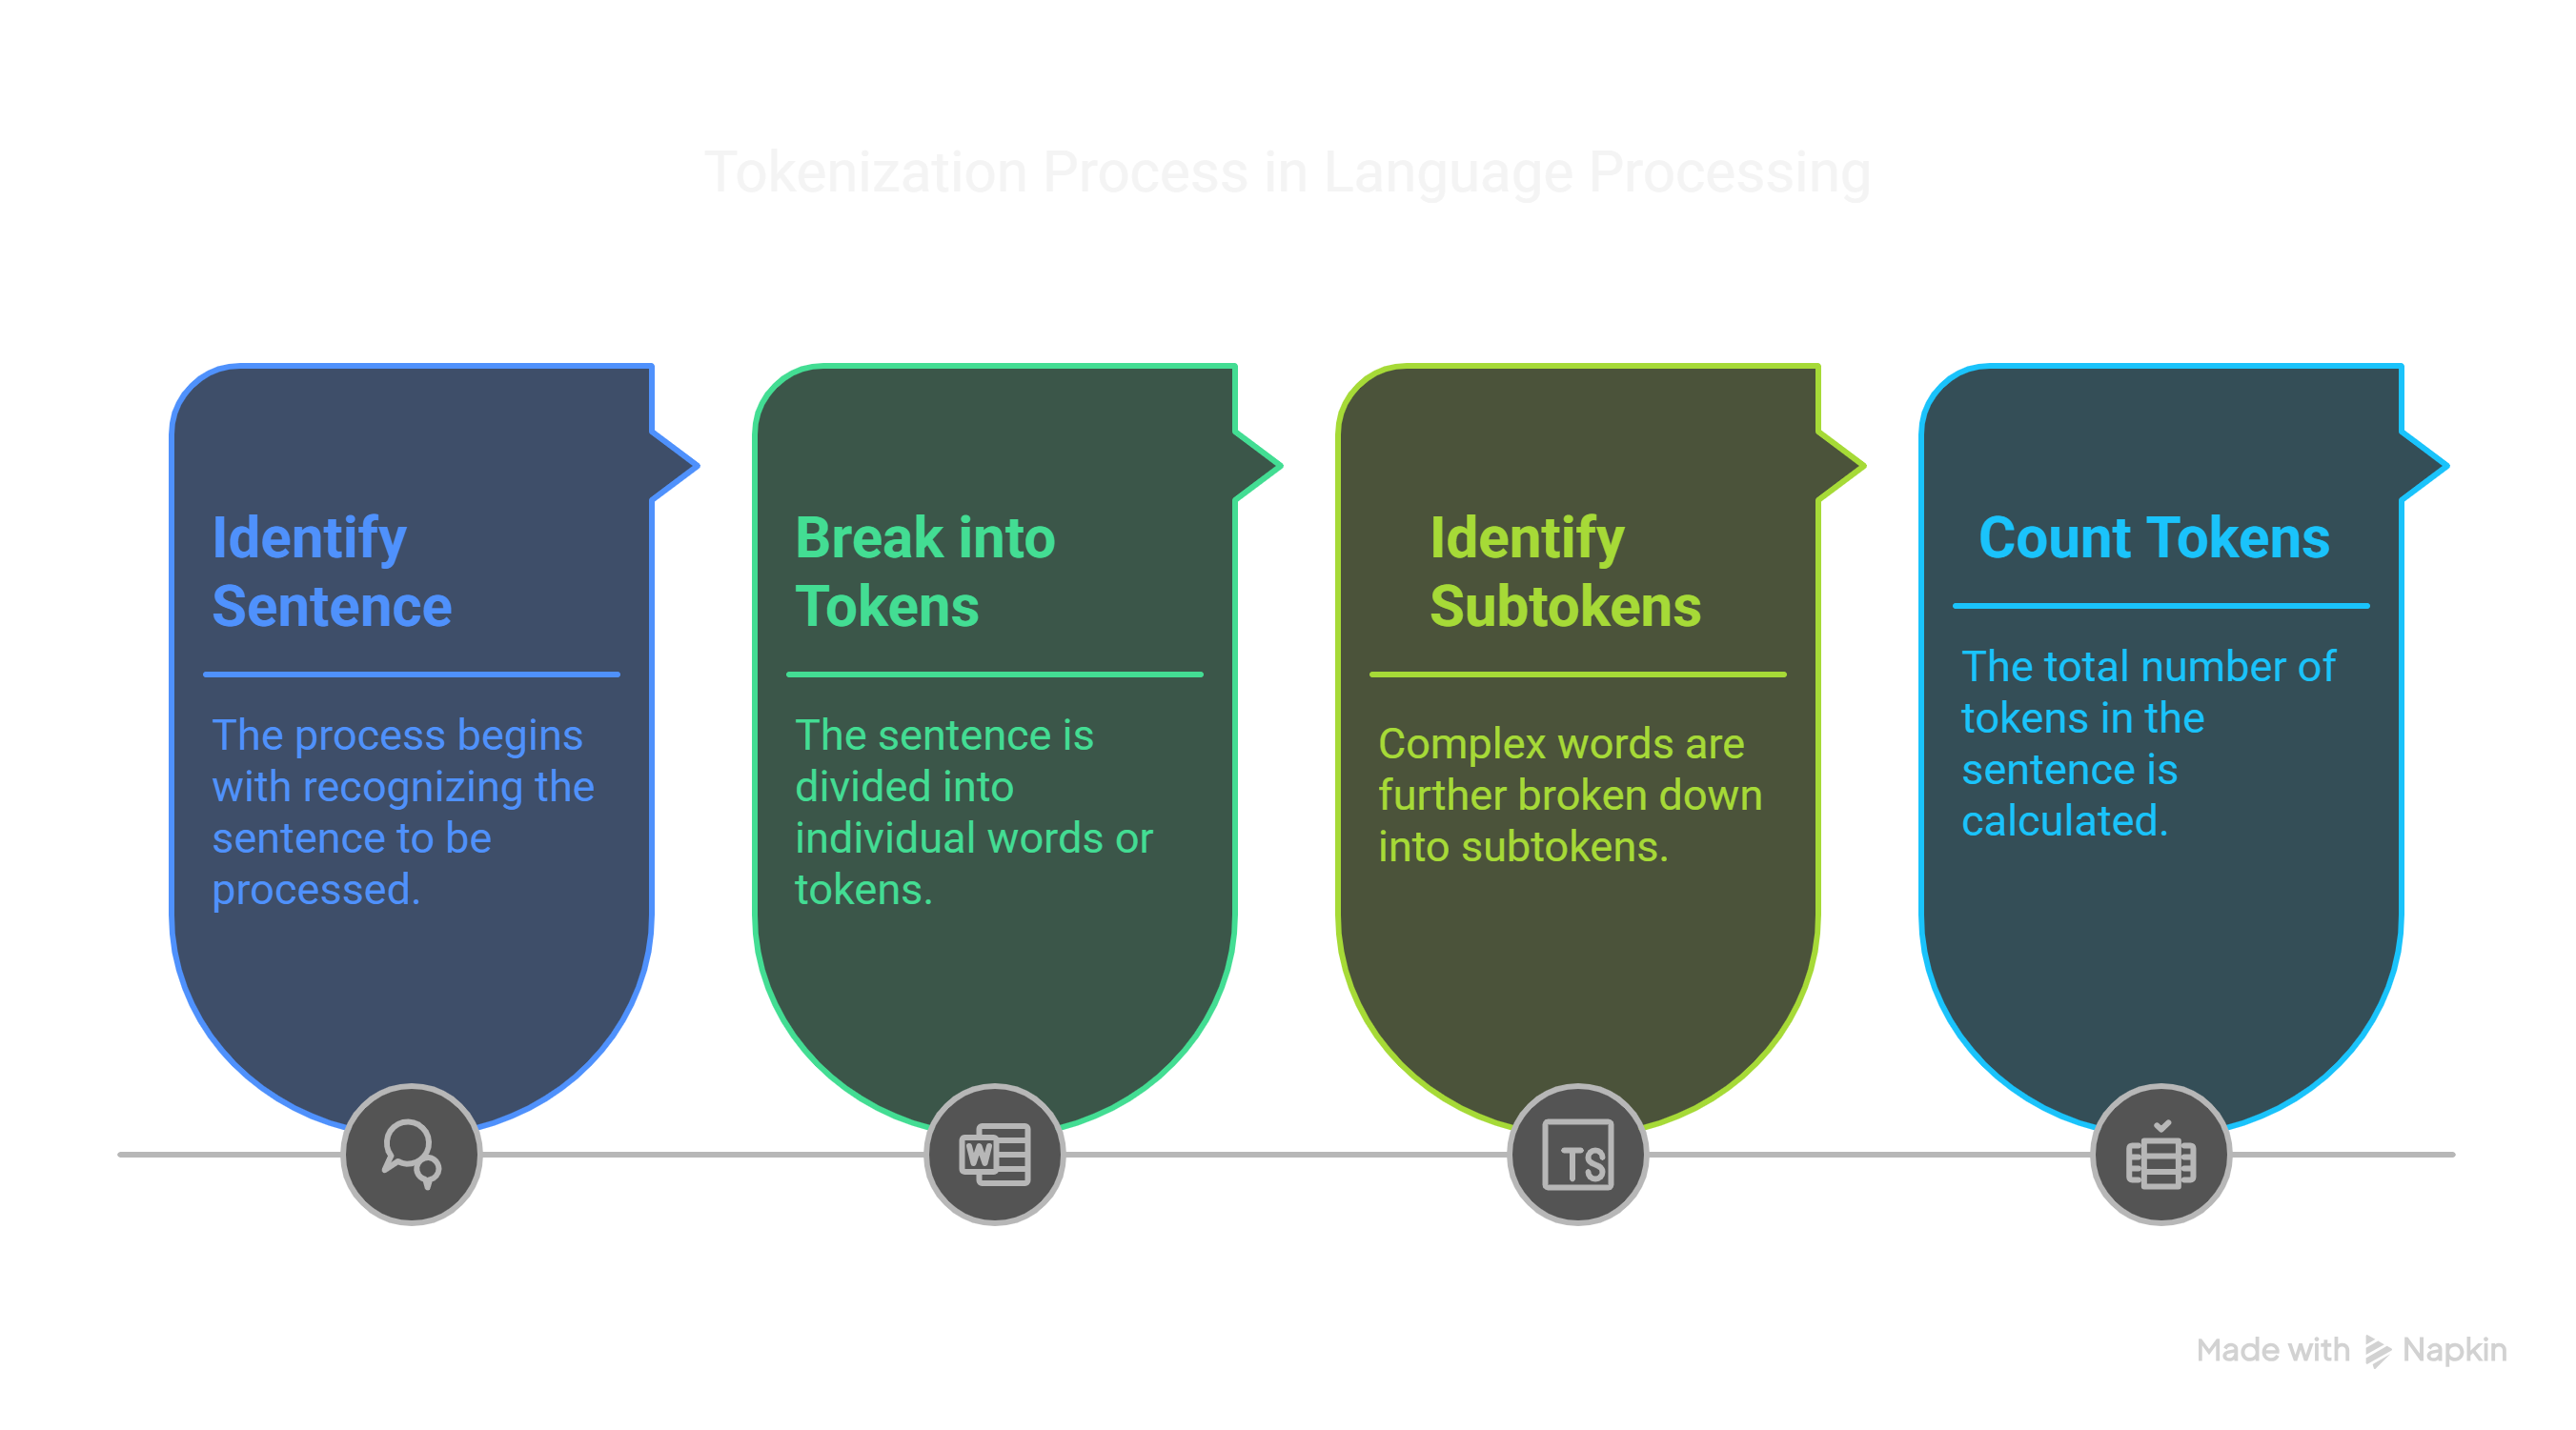 Tokenization Process in Language Processing
Identify
Sentence
The process begins
with recognizing the
sentence to be
processed.
Break into
Tokens
The sentence is
divided into
individual words or
tokens.
Identify
Subtokens
Complex words are
further broken down
into subtokens.
Count Tokens
The total number of
tokens in the
sentence is
calculated.
W
TS
Made with Napkin